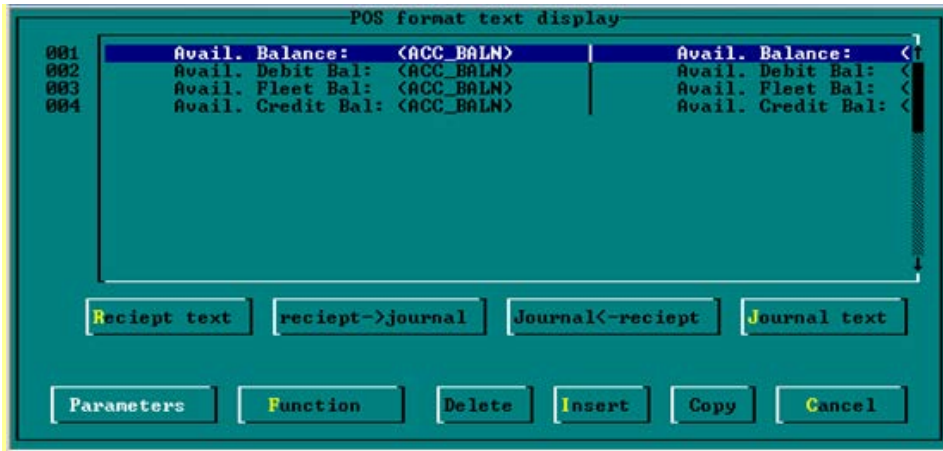 POS format text display
001 Avail. Balance: <ACC_BALN> | Avail. Balance: <
002 Avail. Debit Bal: <ACC_BALN> | Avail. Debit Bal: <
003 Avail. Fleet Bal: <ACC_BALN> | Avail. Fleet Bal: <
004 Avail. Credit Bal: <ACC_BALN> | Avail. Credit Bal: <
Reciept text reciept->journal Journal<-reciept Journal text
Parameters Function Delete Insert Copy Cancel